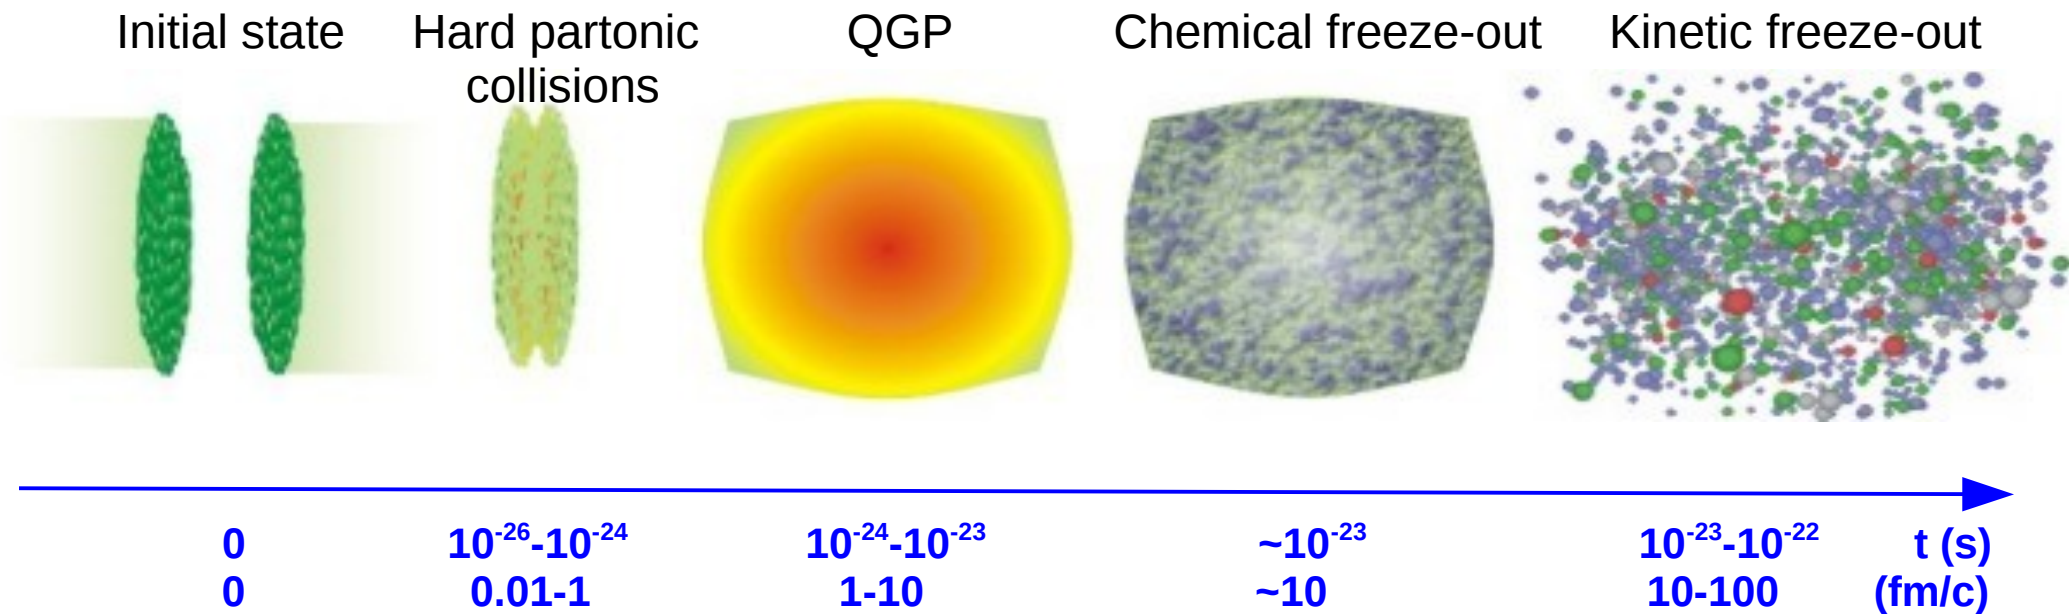 Initial state Hard partonic QGP Chemical freeze-out Kinetic freeze-out
collisions
0 10⁻²⁶-10⁻²⁴ 10⁻²⁴-10⁻²³ ~10⁻²³ 10⁻²³-10⁻²² t (s)
0 0.01-1 1-10 ~10 10-100 (fm/c)